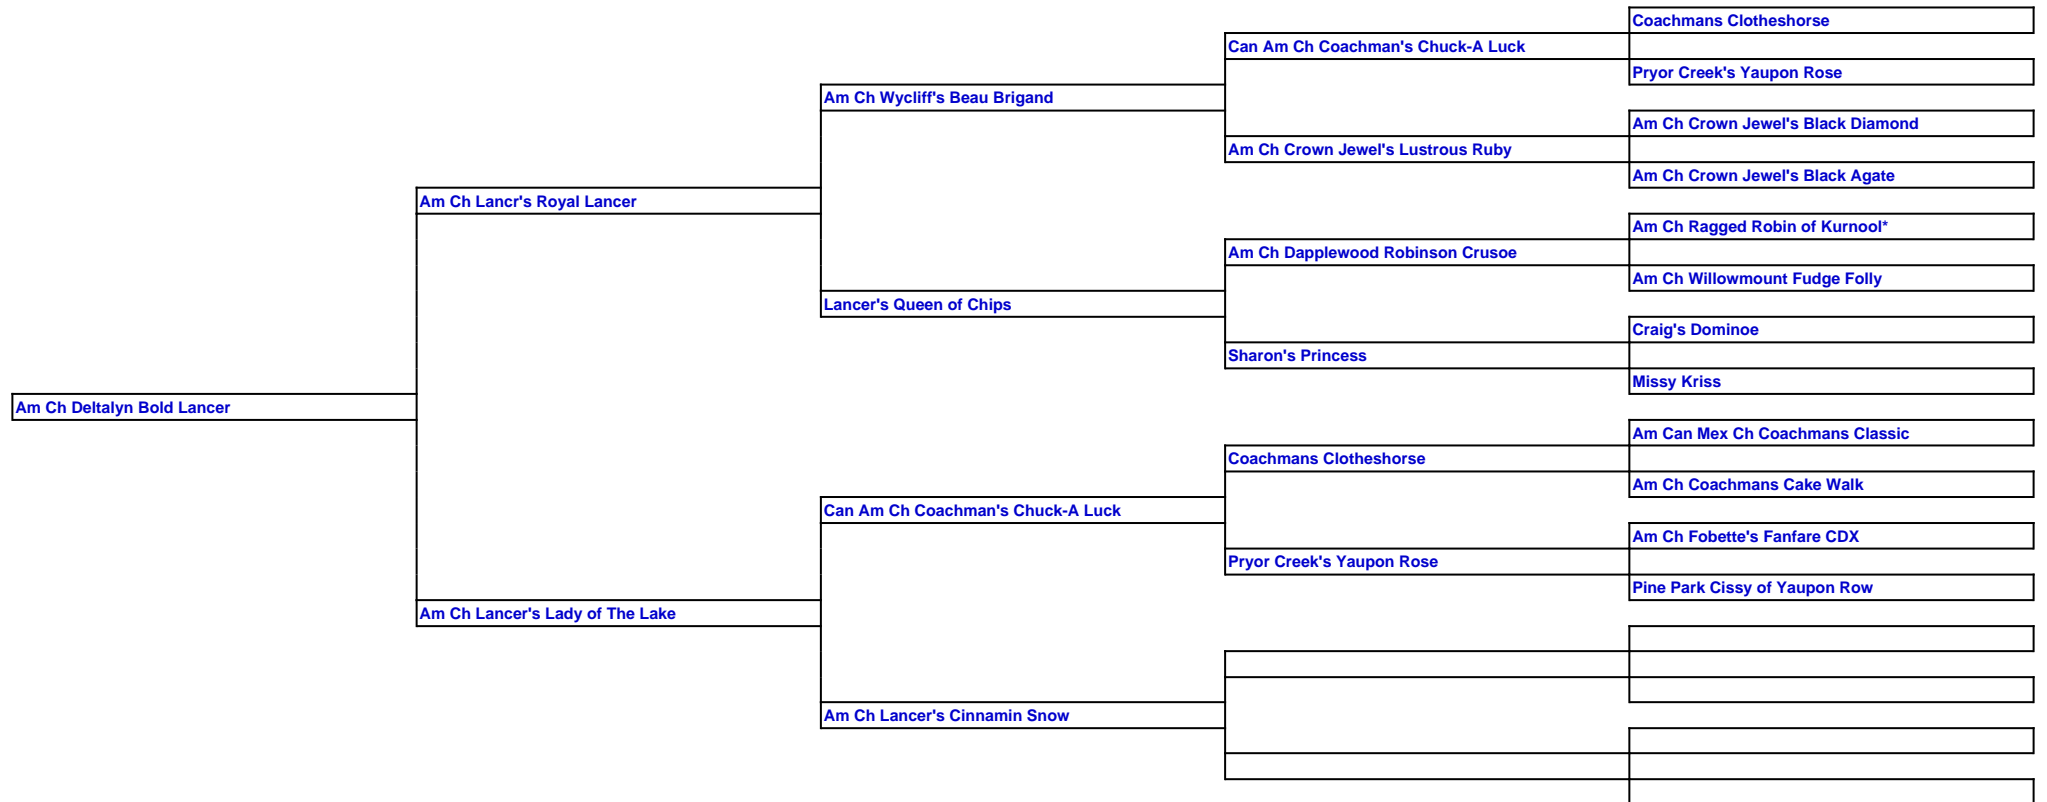 Coachmans Clotheshorse
Can Am Ch Coachman's Chuck-A Luck
Pryor Creek's Yaupon Rose
Am Ch Wycliff's Beau Brigand
Am Ch Crown Jewel's Black Diamond
Am Ch Crown Jewel's Lustrous Ruby
Am Ch Crown Jewel's Black Agate
Am Ch Lancr's Royal Lancer
Am Ch Ragged Robin of Kurnool*
Am Ch Dapplewood Robinson Crusoe
Am Ch Willowmount Fudge Folly
Lancer's Queen of Chips
Craig's Dominoe
Sharon's Princess
Missy Kriss
Am Ch Deltalyn Bold Lancer
Am Can Mex Ch Coachmans Classic
Coachmans Clotheshorse
Am Ch Coachmans Cake Walk
Can Am Ch Coachman's Chuck-A Luck
Am Ch Fobette's Fanfare CDX
Pryor Creek's Yaupon Rose
Pine Park Cissy of Yaupon Row
Am Ch Lancer's Lady of The Lake
Am Ch Lancer's Cinnamin Snow